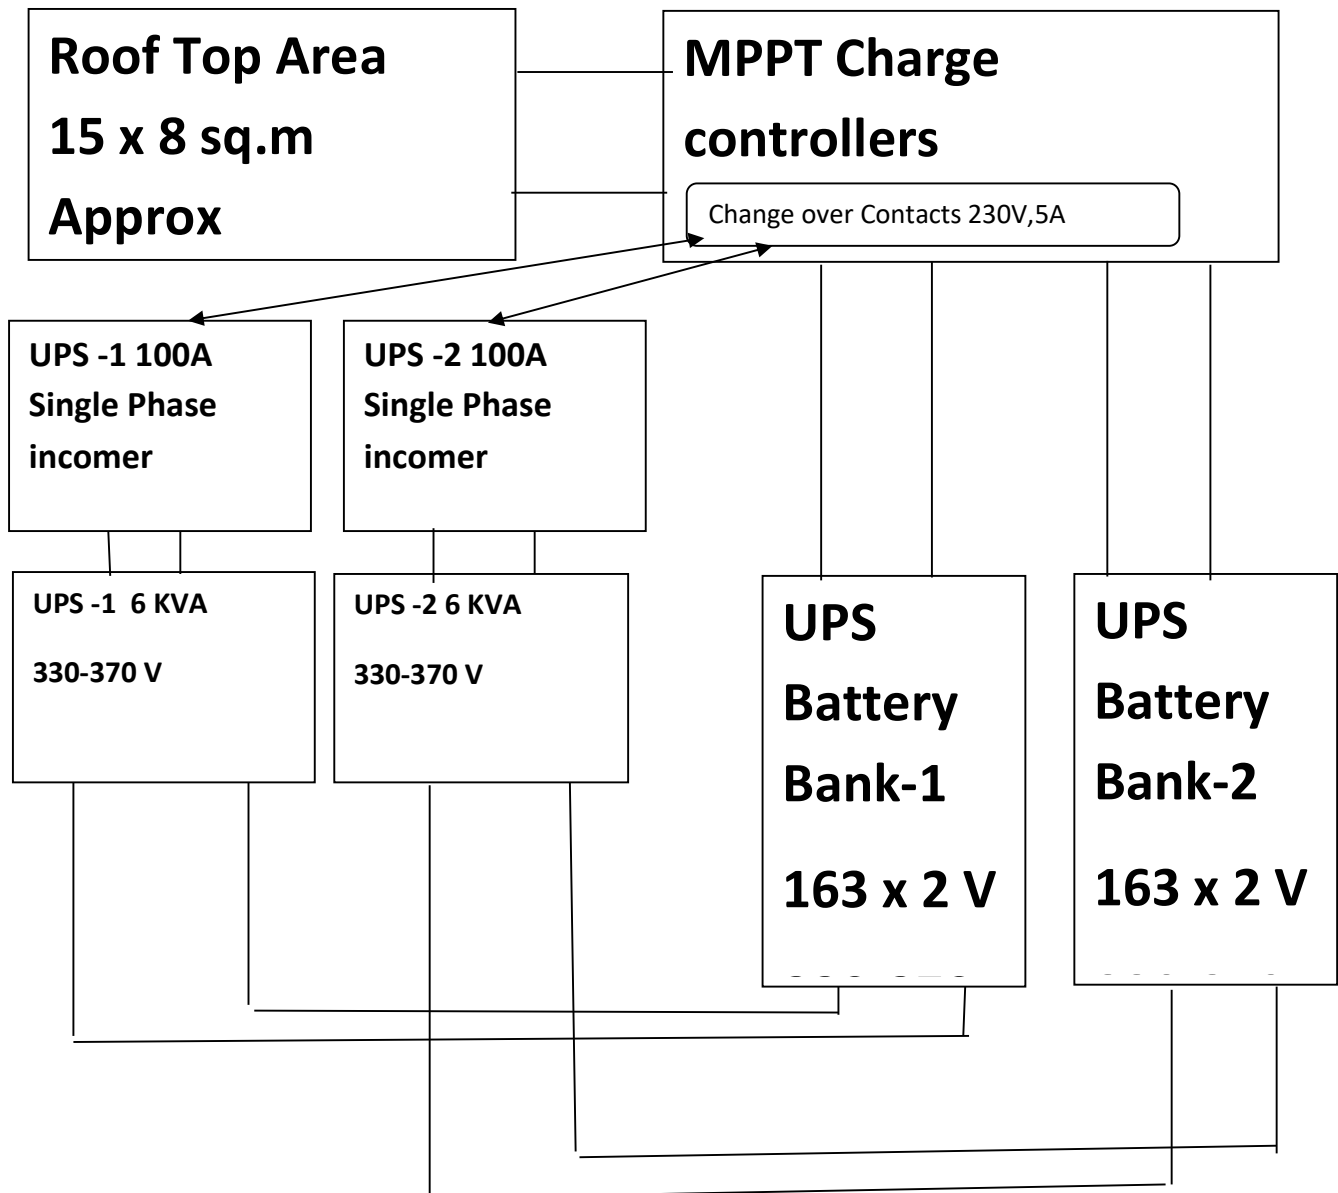 Roof Top Area
15 x 8 sq.m
Approx
MPPT Charge
controllers
Change over Contacts 230V,5A
UPS -1 100A
Single Phase
incomer
UPS -2 100A
Single Phase
incomer
UPS -1  6 KVA
330-370 V
UPS -2 6 KVA
330-370 V
UPS
Battery
Bank-1
163 x 2 V
UPS
Battery
Bank-2
163 x 2 V